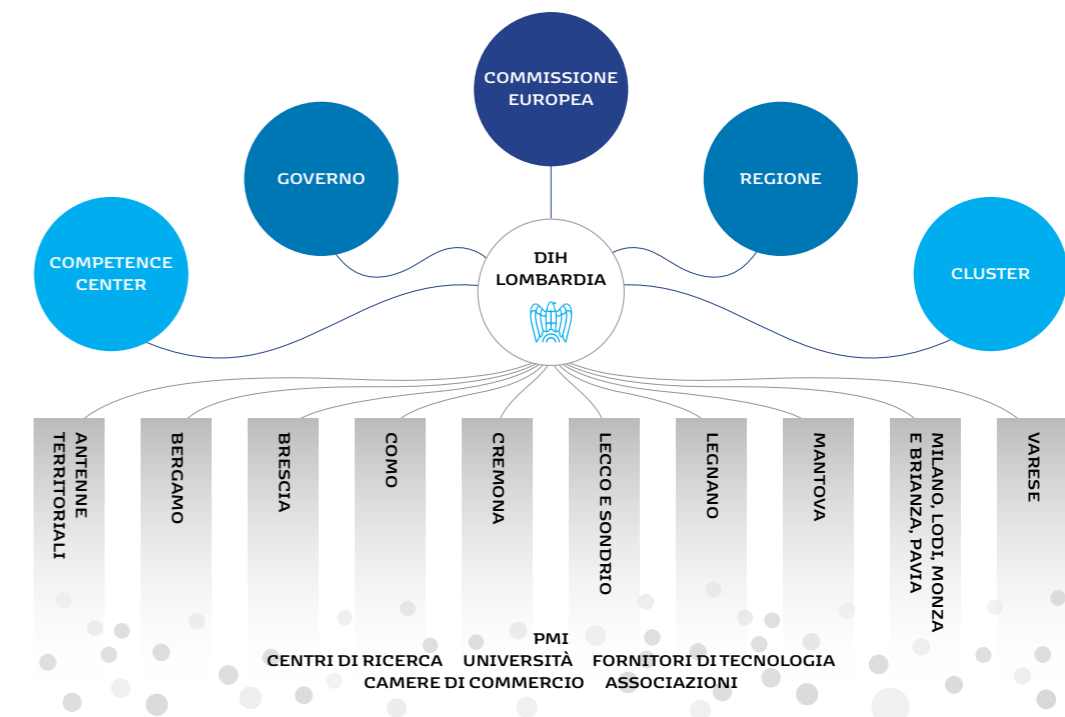 COMMISSIONE
EUROPEA
GOVERNO
REGIONE
COMPETENCE
CENTER
DIH
LOMBARDIA
CLUSTER
ANTENNE
TERRITORIALI
BERGAMO
BRESCIA
COMO
CREMONA
LECCO E SONDRIO
LEGNANO
MANTOVA
MILANO, LODI, MONZA
E BRIANZA, PAVIA
VARESE
PMI
CENTRI DI RICERCA UNIVERSITÀ FORNITORI DI TECNOLOGIA
CAMERE DI COMMERCIO ASSOCIAZIONI